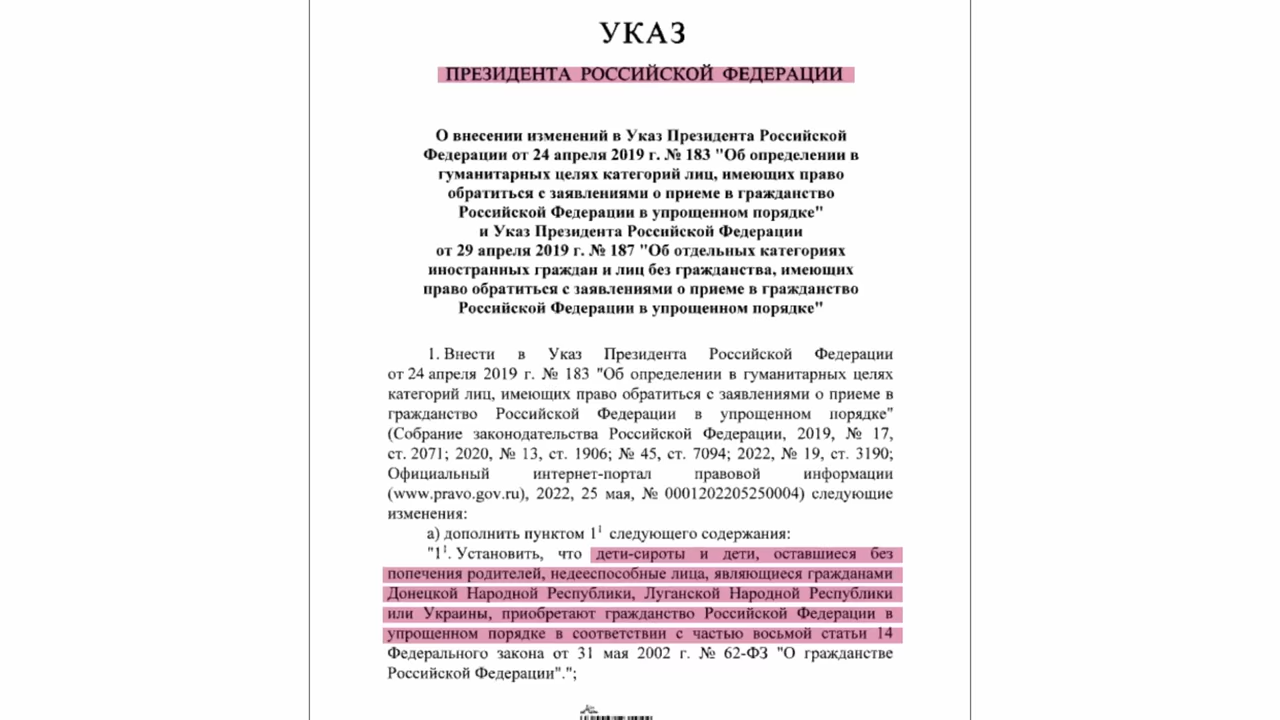 УКАЗ
ПРЕЗИДЕНТА РОССИЙСКОЙ ФЕДЕРАЦИИ
О внесении изменений в Указ Президента Российской
Федерации от 24 апреля 2019 г. № 183 "Об определении в
гуманитарных целях категорий лиц, имеющих право
обратиться с заявлениями о приеме в гражданство
Российской Федерации в упрощенном порядке"
и Указ Президента Российской Федерации
от 29 апреля 2019 г. № 187 "Об отдельных категориях
иностранных граждан и лиц без гражданства, имеющих
право обратиться с заявлениями о приеме в гражданство
Российской Федерации в упрощенном порядке"
1. Внести в Указ Президента Российской Федерации
от 24 апреля 2019 г. № 183 "Об определении в гуманитарных целях
категорий лиц, имеющих право обратиться с заявлениями о приеме в
гражданство Российской Федерации в упрощенном порядке"
(Собрание законодательства Российской Федерации, 2019, № 17,
ст. 2071; 2020, № 13, ст. 1906; № 45, ст. 7094; 2022, № 19, ст. 3190;
Официальный интернет-портал правовой информации
(www.pravo.gov.ru), 2022, 25 мая, № 0001202205250004) следующие
изменения:
а) дополнить пунктом 1¹ следующего содержания:
"1¹. Установить, что дети-сироты и дети, оставшиеся без
попечения родителей, недееспособные лица, являющиеся гражданами
Донецкой Народной Республики, Луганской Народной Республики
или Украины, приобретают гражданство Российской Федерации в
упрощенном порядке в соответствии с частью восьмой статьи 14
Федерального закона от 31 мая 2002 г. № 62-ФЗ "О гражданстве
Российской Федерации".";